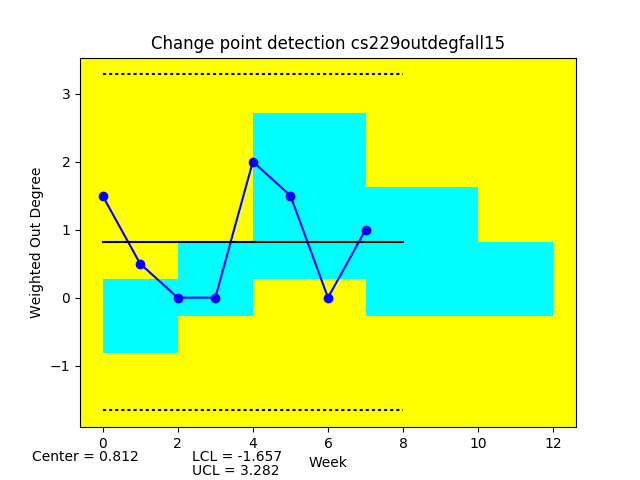 Change point detection cs229outdegfall15
Weighted Out Degree
3
2
1
0
−1
0 2 4 6 8 10 12
Week
Center = 0.812
LCL = -1.657
UCL = 3.282